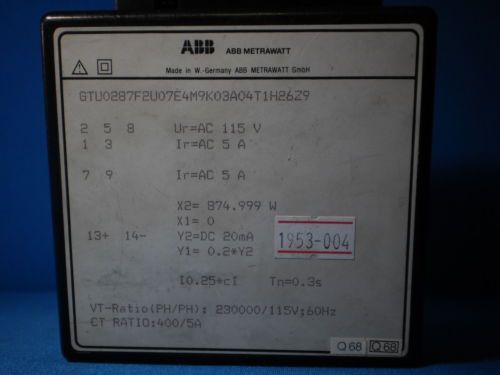 ABB ABB METRAWATT
Made in W.-Germany ABB METRAWATT GmbH
GTU0287F2U07E4M9K03A04T1H26Z9
2 5 8 Ur=AC 115 V
1 3 Ir=AC 5 A
7 9 Ir=AC 5 A
X2= 874.999 W
X1= 0
13+ 14- Y2=DC 20mA
Y1= 0.2*Y2
1953-004
I0.25*cI Tn=0.3s
VT-Ratio(PH/PH): 230000/115V;60Hz
CT RATIO:400/5A
Q68 Q68